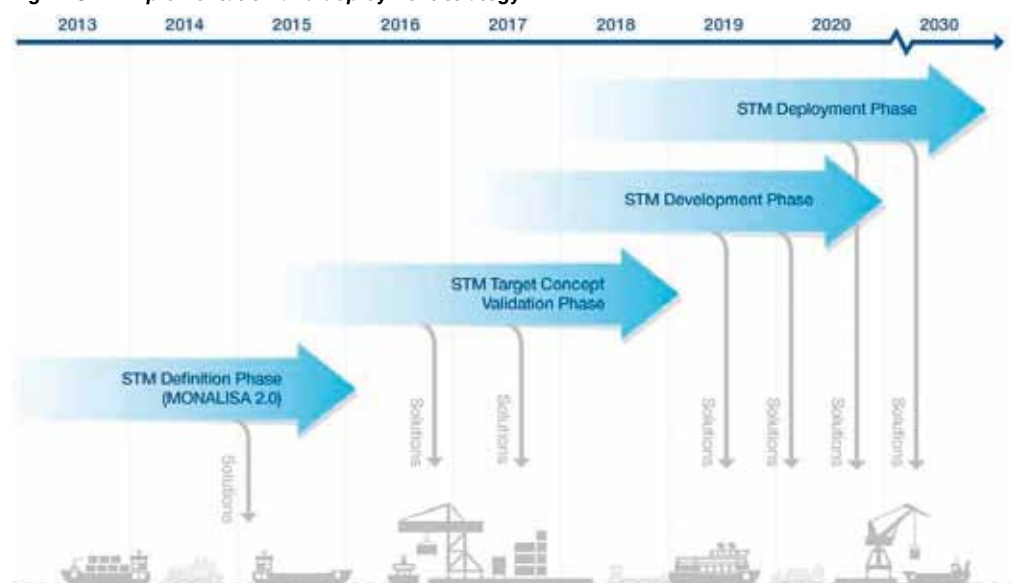 2013 2014 2015 2016 2017 2018 2019 2020 2030
STM Deployment Phase
STM Development Phase
STM Target Concept
Validation Phase
STM Definition Phase
(MONALISA 2.0)
Solutions
Solutions
Solutions
Solutions
Solutions
Solutions
Solutions